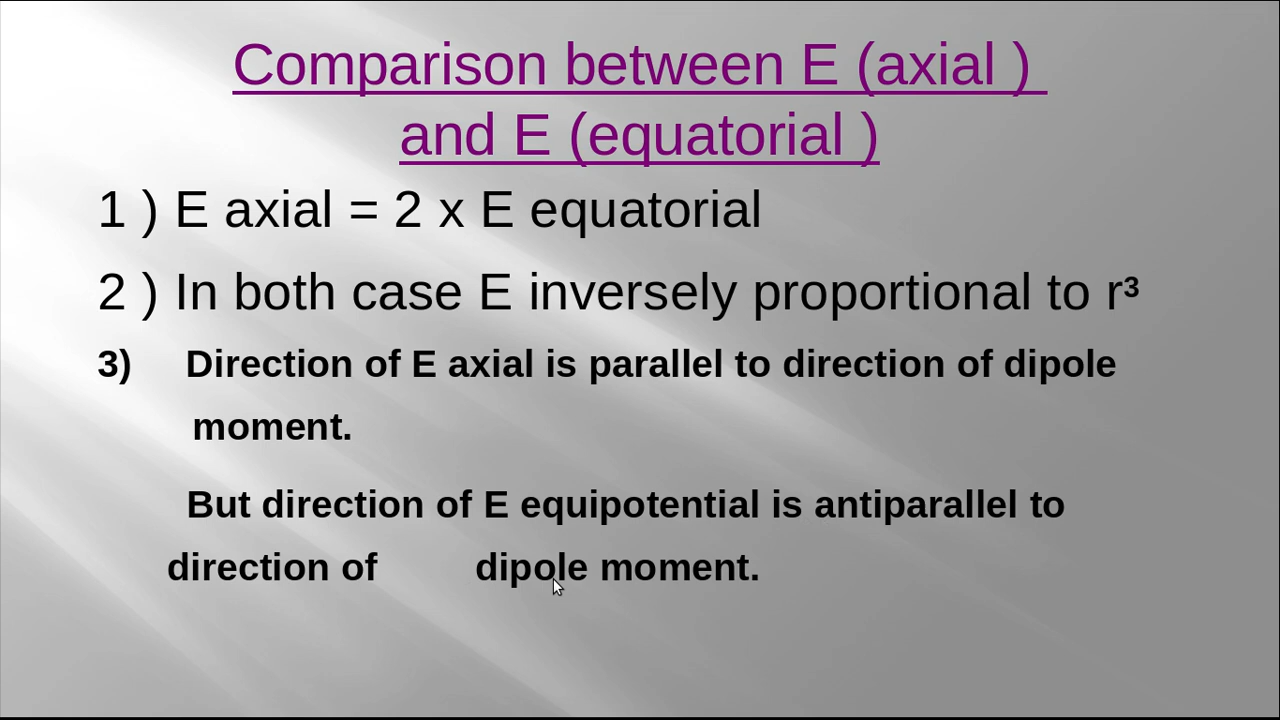 Comparison between E (axial )
and E (equatorial )
1 ) E axial = 2 x E equatorial
2 ) In both case E inversely proportional to r³
3) Direction of E axial is parallel to direction of dipole
moment.
But direction of E equipotential is antiparallel to
direction of dipole moment.